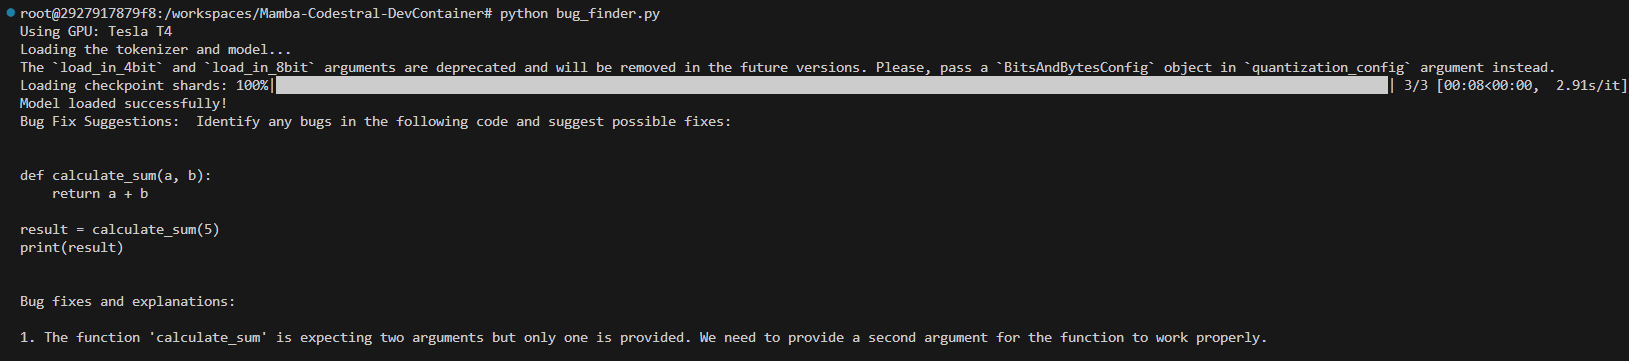 root@2927917879f8:/workspaces/Mamba-Codestral-DevContainer# python bug_finder.py
Using GPU: Tesla T4
Loading the tokenizer and model...
The `load_in_4bit` and `load_in_8bit` arguments are deprecated and will be removed in the future versions. Please, pass a `BitsAndBytesConfig` object in `quantization_config` argument instead.
Loading checkpoint shards: 100%|| 3/3 [00:08<00:00,  2.91s/it]
Model loaded successfully!
Bug Fix Suggestions:  Identify any bugs in the following code and suggest possible fixes:
def calculate_sum(a, b):
    return a + b
result = calculate_sum(5)
print(result)
Bug fixes and explanations:
1. The function 'calculate_sum' is expecting two arguments but only one is provided. We need to provide a second argument for the function to work properly.